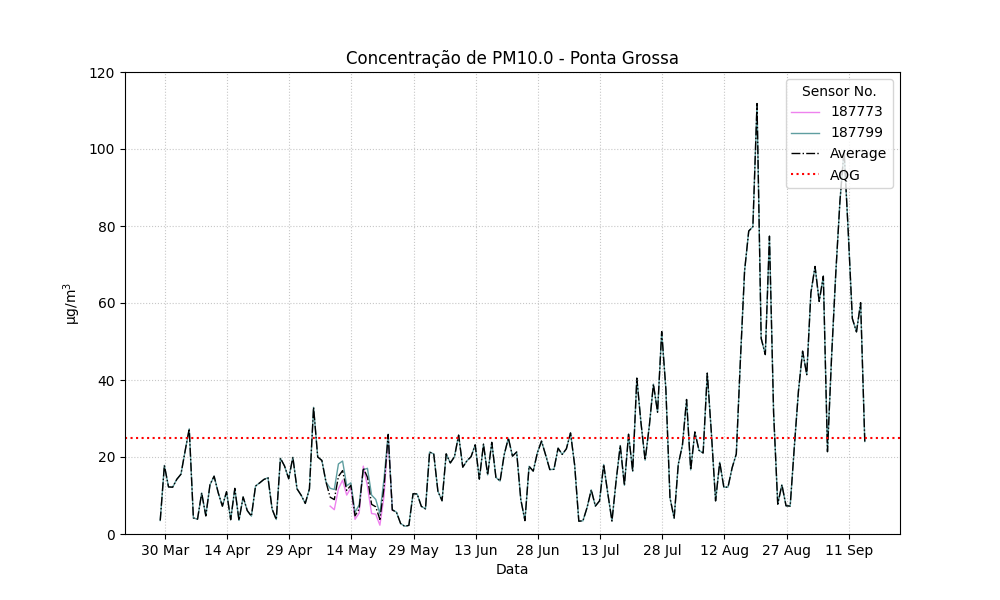 Concentração de PM10.0 - Ponta Grossa
120
100
80
60
40
20
0
µg/m³
Sensor No.
187773
187799
Average
AQG
30 Mar 14 Apr 29 Apr 14 May 29 May 13 Jun 28 Jun 13 Jul 28 Jul 12 Aug 27 Aug 11 Sep
Data